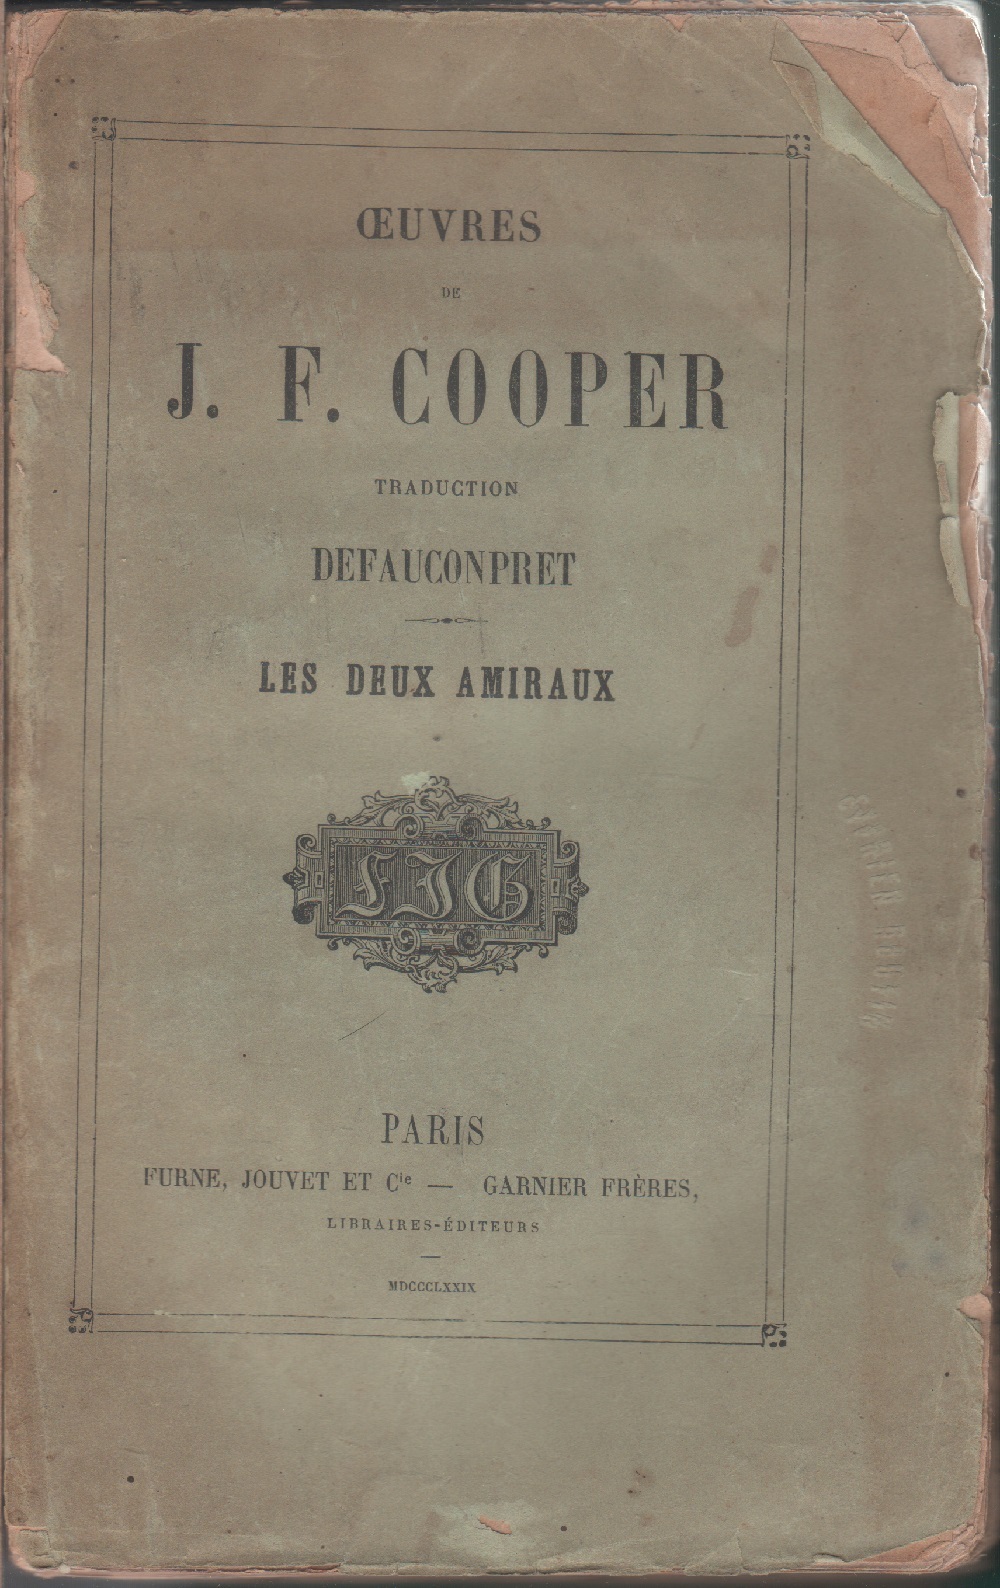 ŒUVRES
DE
J. F. COOPER
TRADUCTION
DEFAUCONPRET
LES DEUX AMIRAUX
FJG
PARIS
FURNE, JOUVET ET Cie — GARNIER FRÈRES,
LIBRAIRES-ÉDITEURS
MDCCCLXXIX